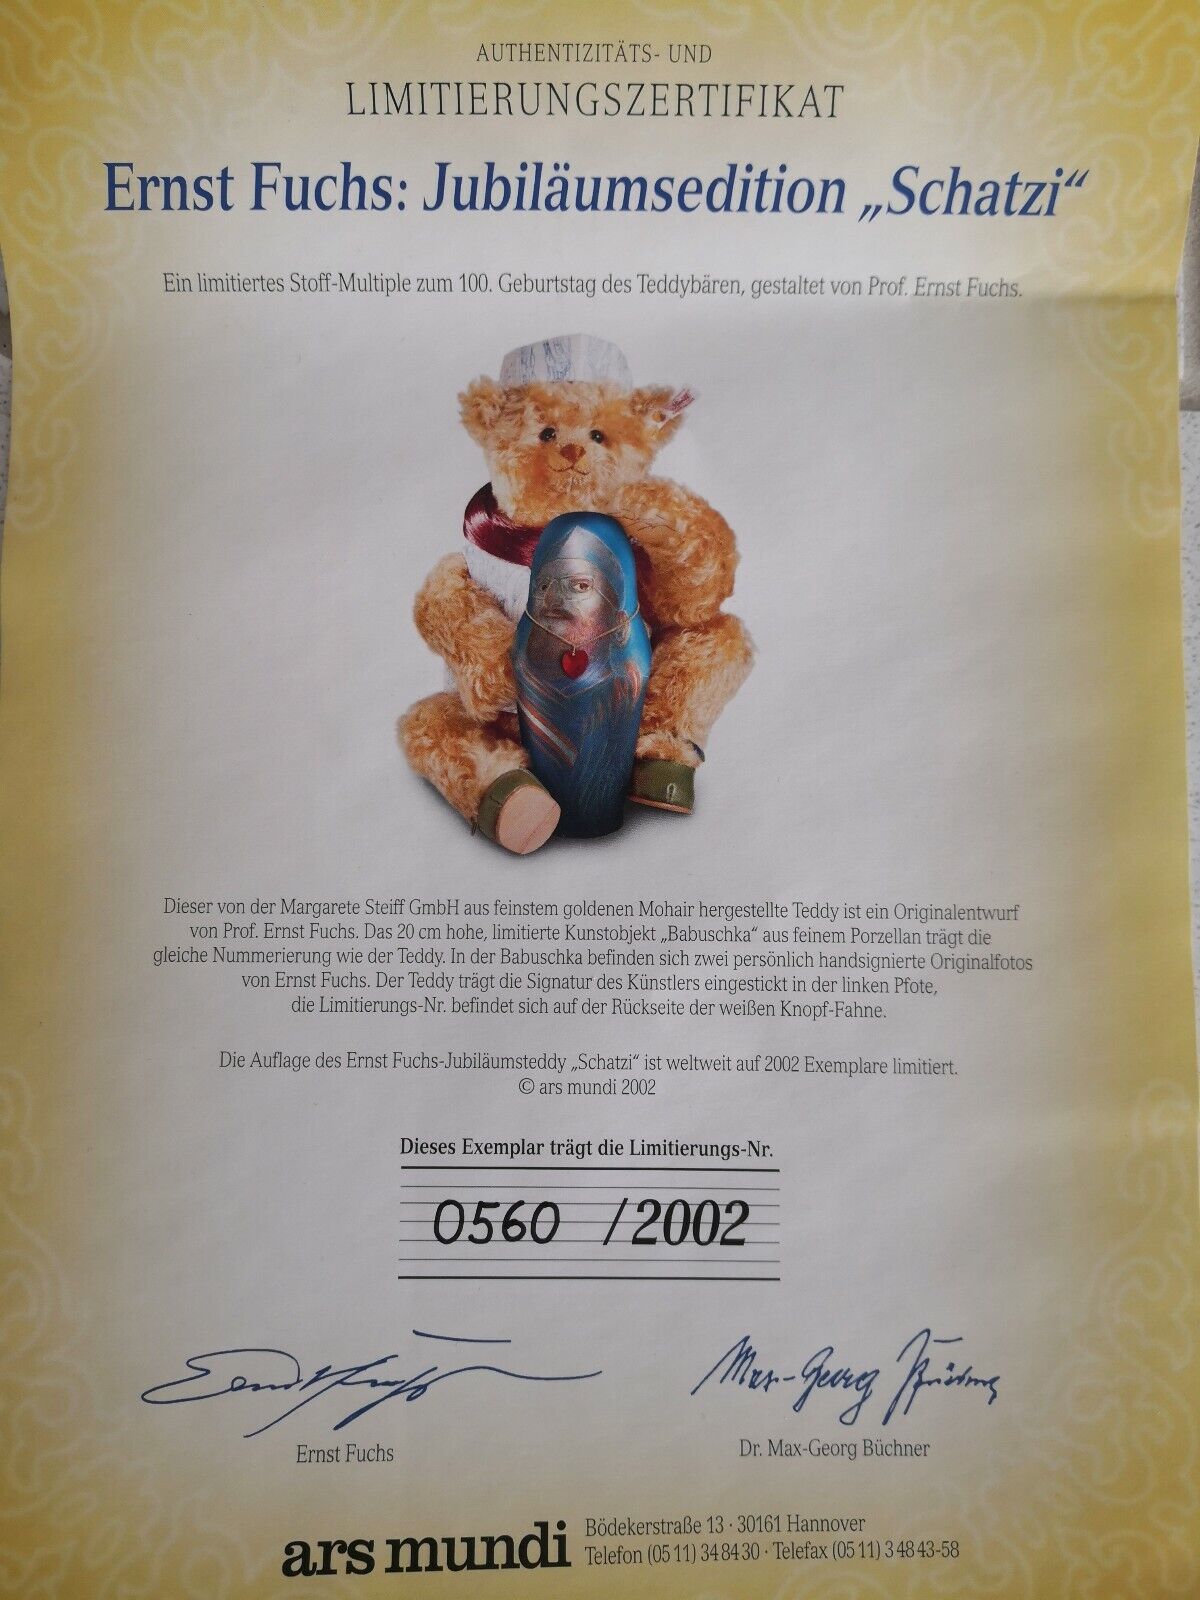 AUTHENTIZITÄTS- UND
LIMITIERUNGSZERTIFIKAT
Ernst Fuchs: Jubiläumsedition „Schatzi“
Ein limitiertes Stoff-Multiple zum 100. Geburtstag des Teddybären, gestaltet von Prof. Ernst Fuchs.
Dieser von der Margarete Steiff GmbH aus feinstem goldenen Mohair hergestellte Teddy ist ein Originalentwurf
von Prof. Ernst Fuchs. Das 20 cm hohe, limitierte Kunstobjekt „Babuschka“ aus feinem Porzellan trägt die
gleiche Nummerierung wie der Teddy. In der Babuschka befinden sich zwei persönlich handsignierte Originalfotos
von Ernst Fuchs. Der Teddy trägt die Signatur des Künstlers eingestickt in der linken Pfote,
die Limitierungs-Nr. befindet sich auf der Rückseite der weißen Knopf-Fahne.
Die Auflage des Ernst Fuchs-Jubiläumsteddy „Schatzi“ ist weltweit auf 2002 Exemplare limitiert.
© ars mundi 2002
Dieses Exemplar trägt die Limitierungs-Nr.
0560 /2002
Ernst Fuchs Max-Georg Büchner
Ernst Fuchs Dr. Max-Georg Büchner
ars mundi
Bödekerstraße 13 · 30161 Hannover
Telefon (05 11) 34 84 30 · Telefax (05 11) 3 48 43-58